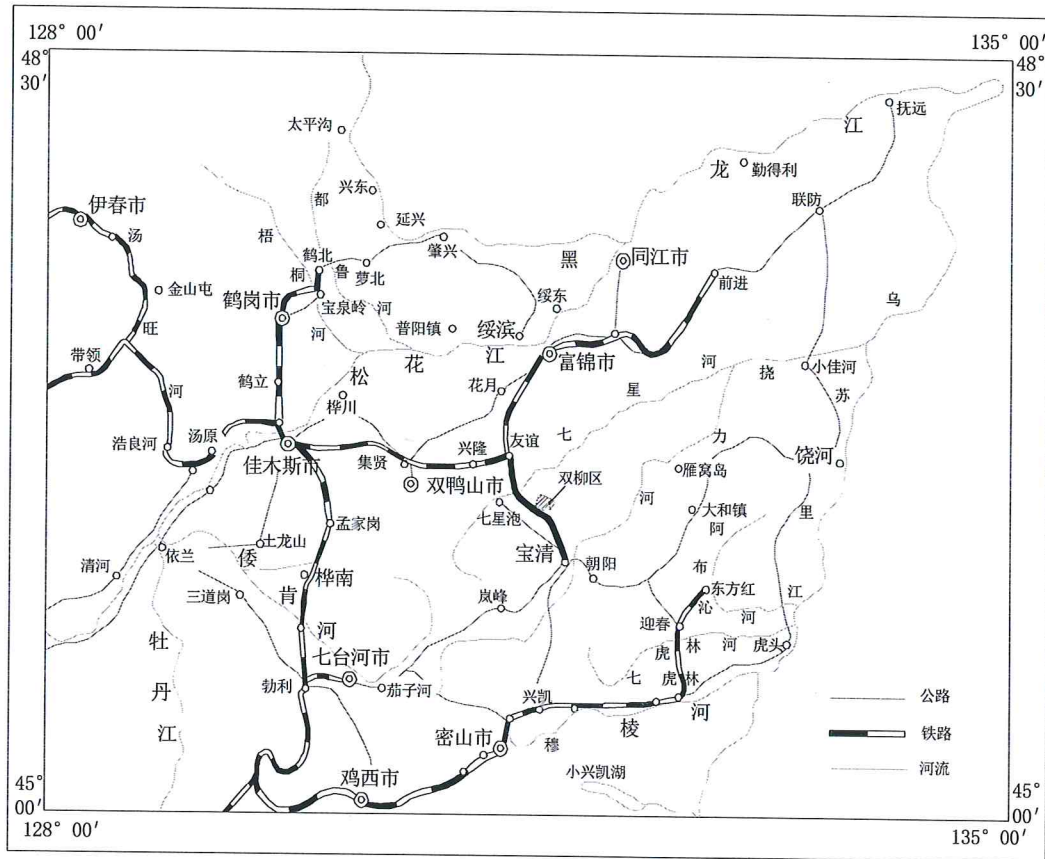 128° 00′
135° 00′
48°
30′
48°
30′
太平沟
抚远
江
龙
勤得利
兴东
都
联防
伊春市
汤
延兴
梧
肇兴
黑
同江市
鹤北
鲁
萝北
桐
前进
乌
金山屯
宝泉岭
绥东
鹤岗市
河
河
普阳镇
绥滨
旺
花
江
富锦市
河
挠
小佳河
带领
鹤立
松
花月
星
苏
河
桦川
七
浩良河
汤原
兴隆
友谊
力
佳木斯市
集贤
饶河
雁窝岛
双鸭山市
双柳区
河
七星泡
大和镇
里
孟家岗
阿
宝清
土龙山
倭
依兰
朝阳
布
清河
桦南
东方红
三道岗
肯
岚峰
沁
江
河
迎春
牡
河
虎
林
河
虎头
七台河市
丹
勃利
茄子河
七
虎
林
兴凯
河
公路
江
密山市
棱
穆
铁路
鸡西市
小兴凯湖
河流
45°
00′
45°
00′
128° 00′
135° 00′